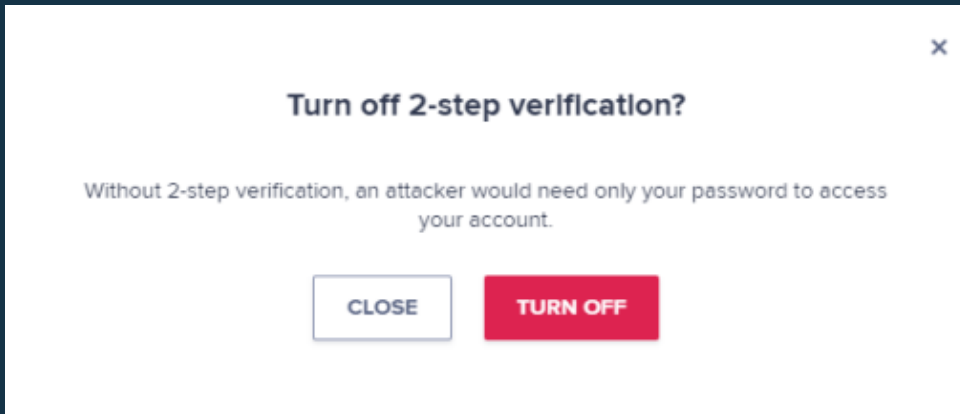 Turn off 2-step verification?
Without 2-step verification, an attacker would need only your password to access
your account.
CLOSE
TURN OFF